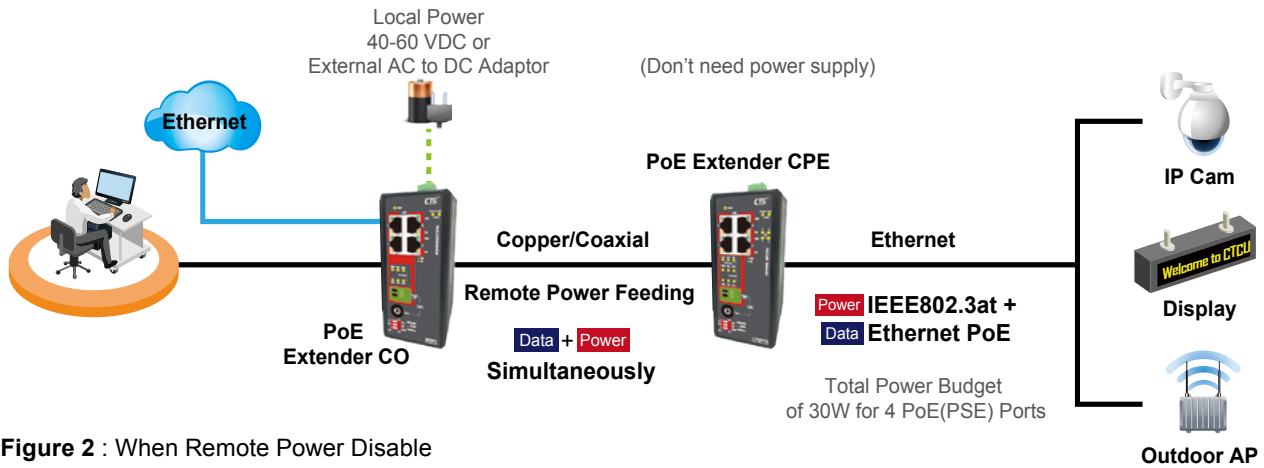 Local Power
40-60 VDC or
External AC to DC Adaptor
(Don't need power supply)
Ethernet
PoE Extender CPE
IP Cam
CTS
CTS
Copper/Coaxial
Ethernet
Remote Power Feeding
Welcome to CTCU
Power IEEE802.3at +
Data Ethernet PoE
Display
PoE
Extender CO
Data + Power
Simultaneously
Total Power Budget
of 30W for 4 PoE(PSE) Ports
Figure 2 : When Remote Power Disable
Outdoor AP